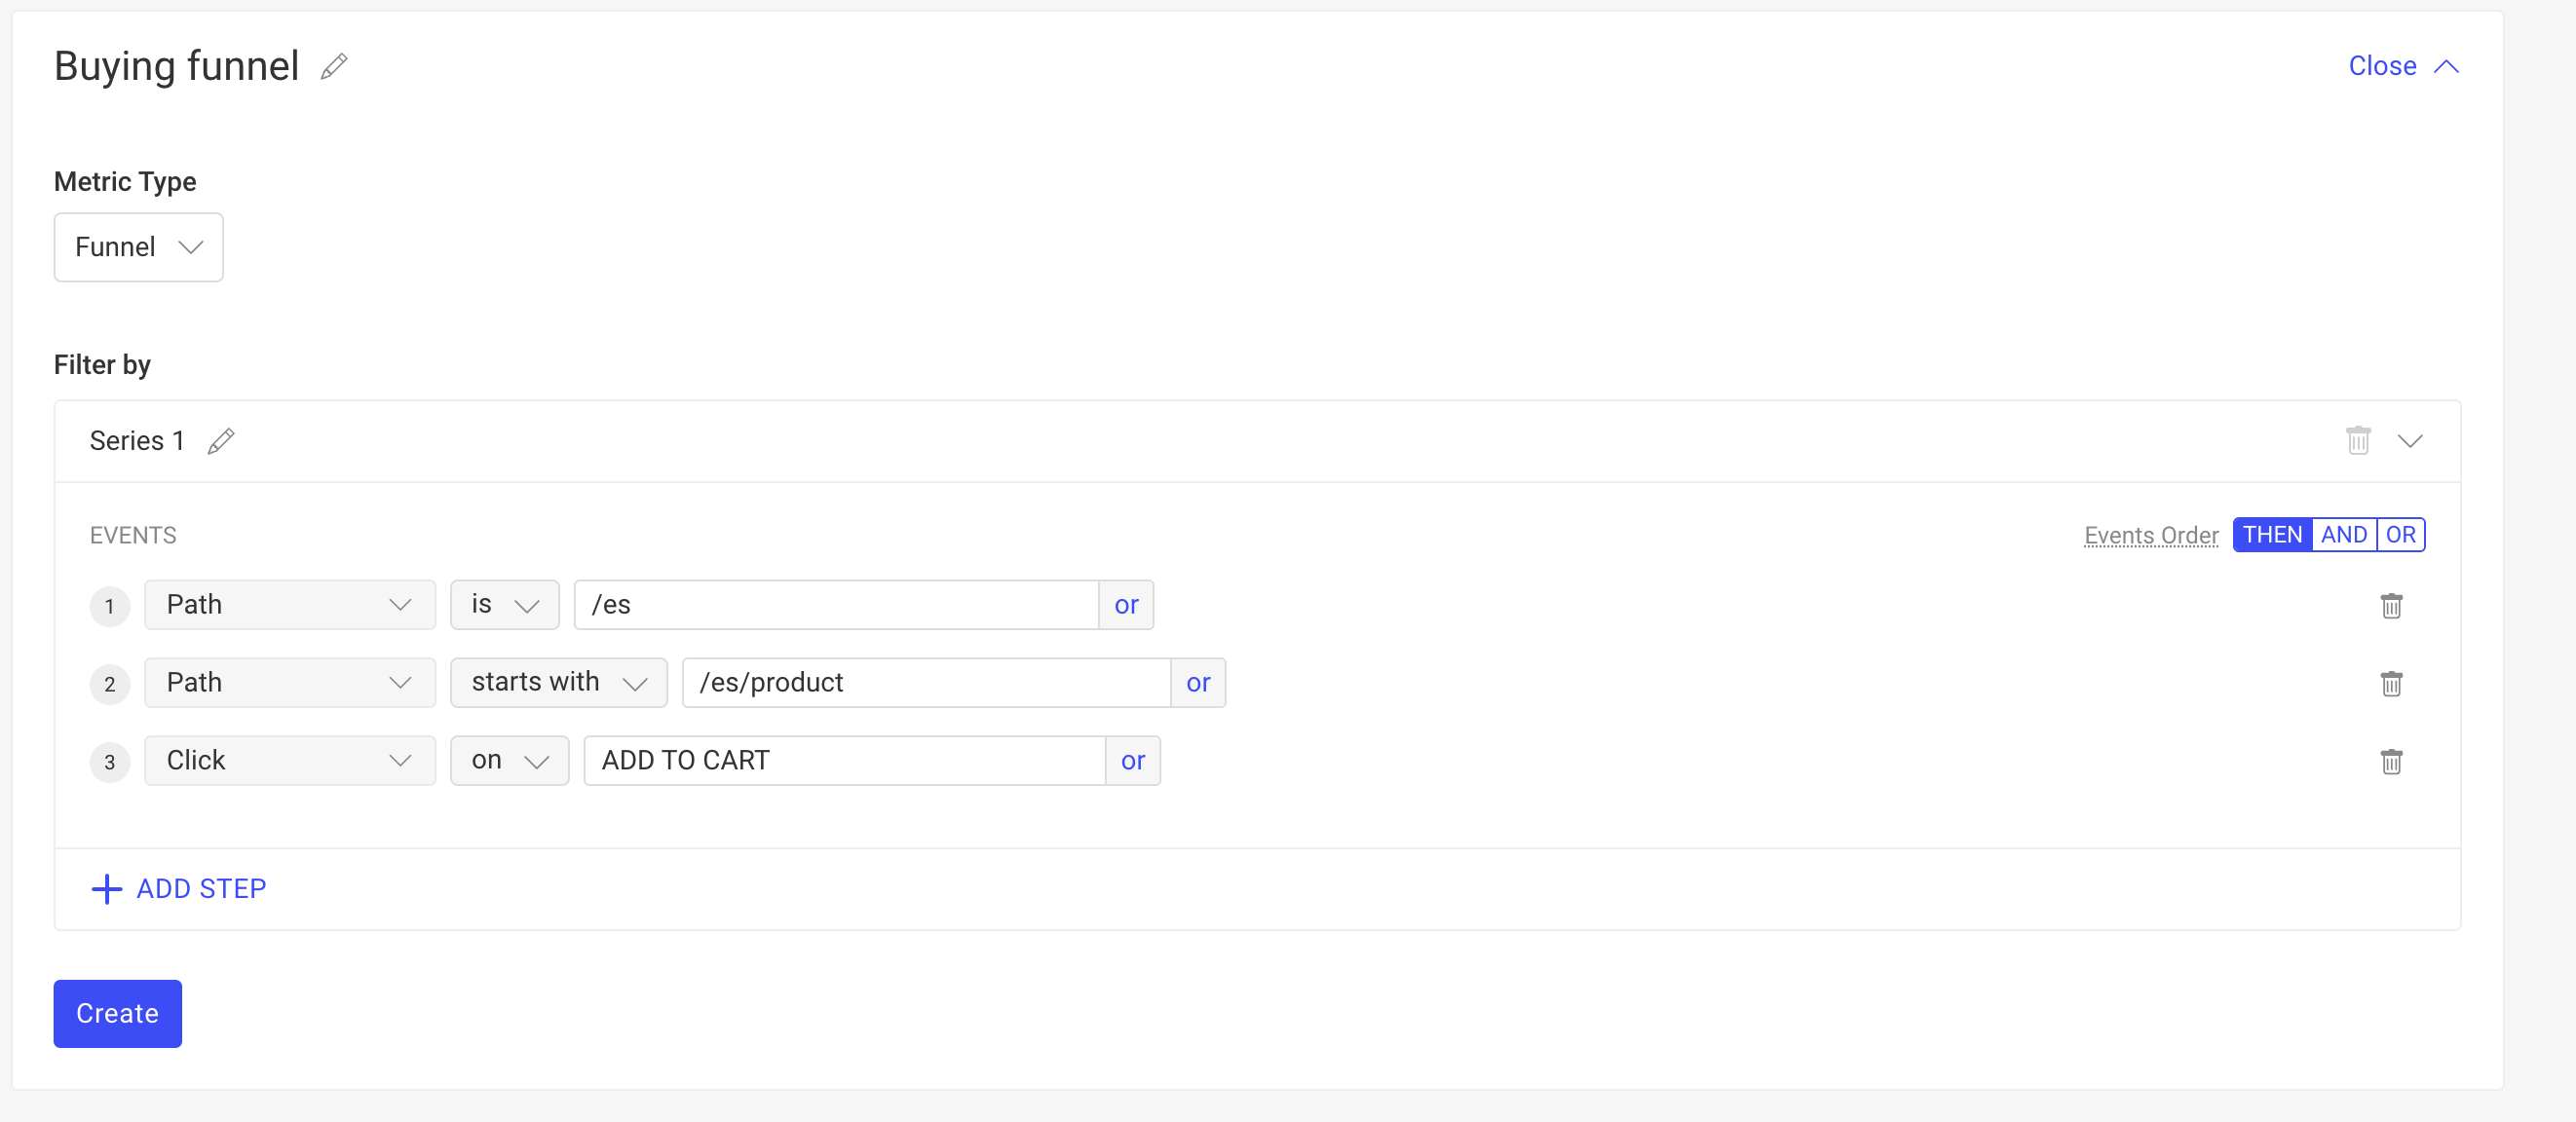 Buying funnel
Close
Metric Type
Funnel
Filter by
Series 1
EVENTS
Events Order THEN AND OR
1 Path is /es or
2 Path starts with /es/product or
3 Click on ADD TO CART or
ADD STEP
Create